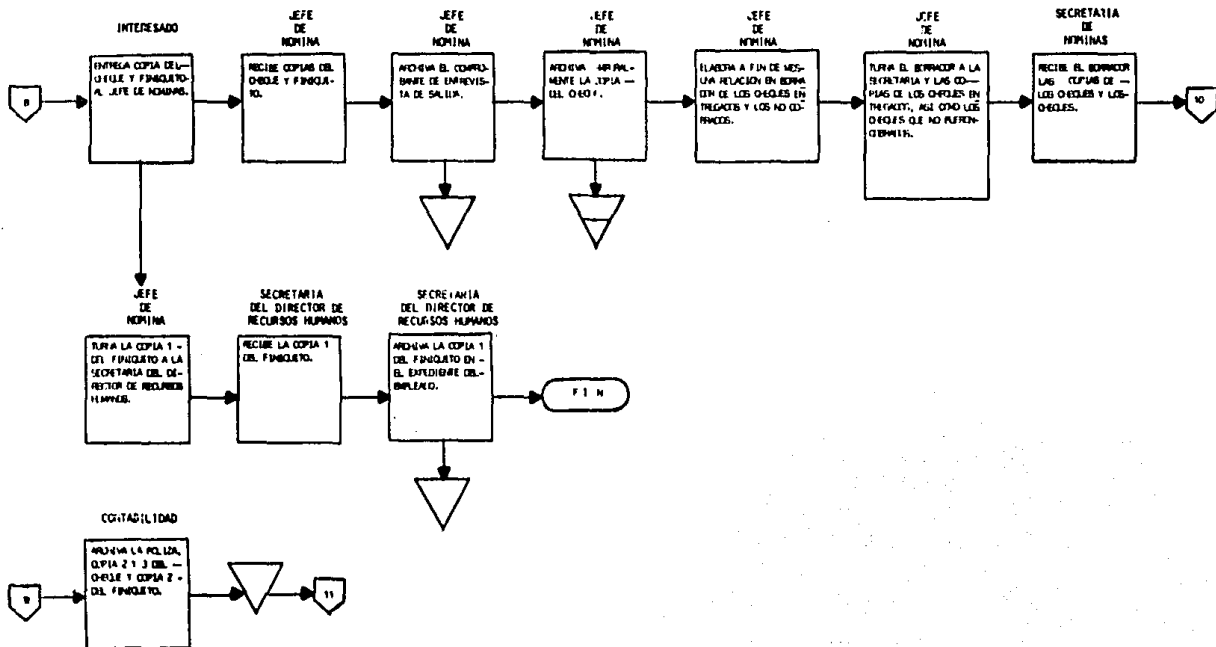 INTERESADO
JEFE
DE
NOMINA
JEFE
DE
NOMINA
JEFE
DE
NOMINA
JEFE
DE
NOMINA
JEFE
DE
NOMINA
SECRETARIA
DE
NOMINAS
8
ENTREGA COPIA DEL—
CHEQUE Y FINIQUITO-
AL JEFE DE NOMINAS.
RECIBE COPIAS DEL
CHEQUE Y FINIQUI-
TO.
ARCHIVA EL COMPRO-
BANTE DE ENTREVIS-
TA DE SALIDA.
ARCHIVA
MENTE LA COPIA —
DEL CHEQUE.
ELABORA A FIN DE MES-
UNA RELACION EN BORRA
DOR DE LOS CHEQUES EN
TREGADOS Y LOS NO CO-
BRADOS.
TURNA EL BORRADOR A LA
SECRETARIA Y LAS CO-
PIAS DE LOS CHEQUES EN
TREGADOS, ASI COMO LOS
CHEQUES QUE NO FUERON-
COBRADOS.
RECIBE EL BORRADOR
LAS COPIAS DE —
LOS CHEQUES Y LOS-
CHEQUES.
10
JEFE
DE
NOMINA
SECRETARIA
DEL DIRECTOR DE
RECURSOS HUMANOS
SECRETARIA
DEL DIRECTOR DE
RECURSOS HUMANOS
TURNA LA COPIA 1 -
DEL FINIQUITO A LA
SECRETARIA DEL DI-
RECTOR DE RECURSOS
HUMANOS.
RECIBE LA COPIA 1
DEL FINIQUITO.
ARCHIVA LA COPIA 1
DEL FINIQUITO EN -
EL EXPEDIENTE DEL-
EMPLEADO.
F I N
CONTABILIDAD
9
ARCHIVA LA POLIZA,
COPIA 2 Y 3 DEL —
CHEQUE Y COPIA 2 -
DEL FINIQUITO.
11